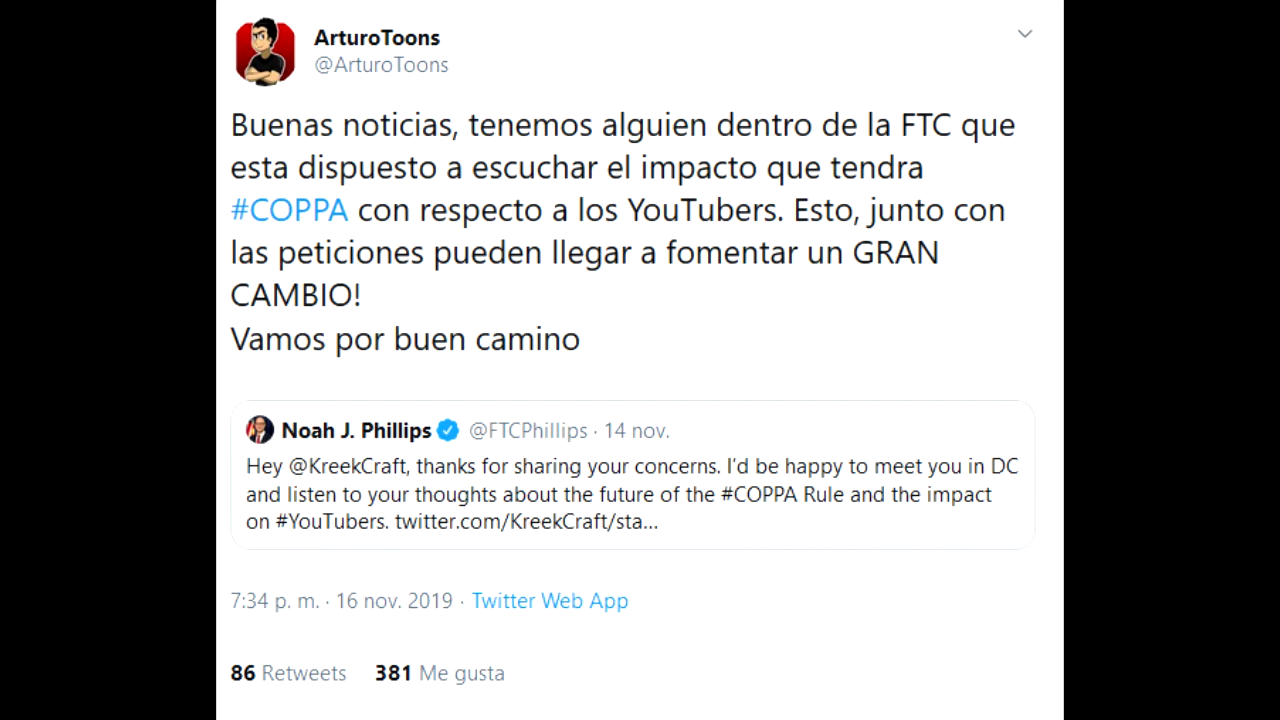 ArturoToons
@ArturoToons
Buenas noticias, tenemos alguien dentro de la FTC que
esta dispuesto a escuchar el impacto que tendra
#COPPA con respecto a los YouTubers. Esto, junto con
las peticiones pueden llegar a fomentar un GRAN
CAMBIO!
Vamos por buen camino
Noah J. Phillips @FTCPhillips · 14 nov.
Hey @KreekCraft, thanks for sharing your concerns. I'd be happy to meet you in DC
and listen to your thoughts about the future of the #COPPA Rule and the impact
on #YouTubers. twitter.com/KreekCraft/sta...
7:34 p. m. · 16 nov. 2019 · Twitter Web App
86 Retweets 381 Me gusta